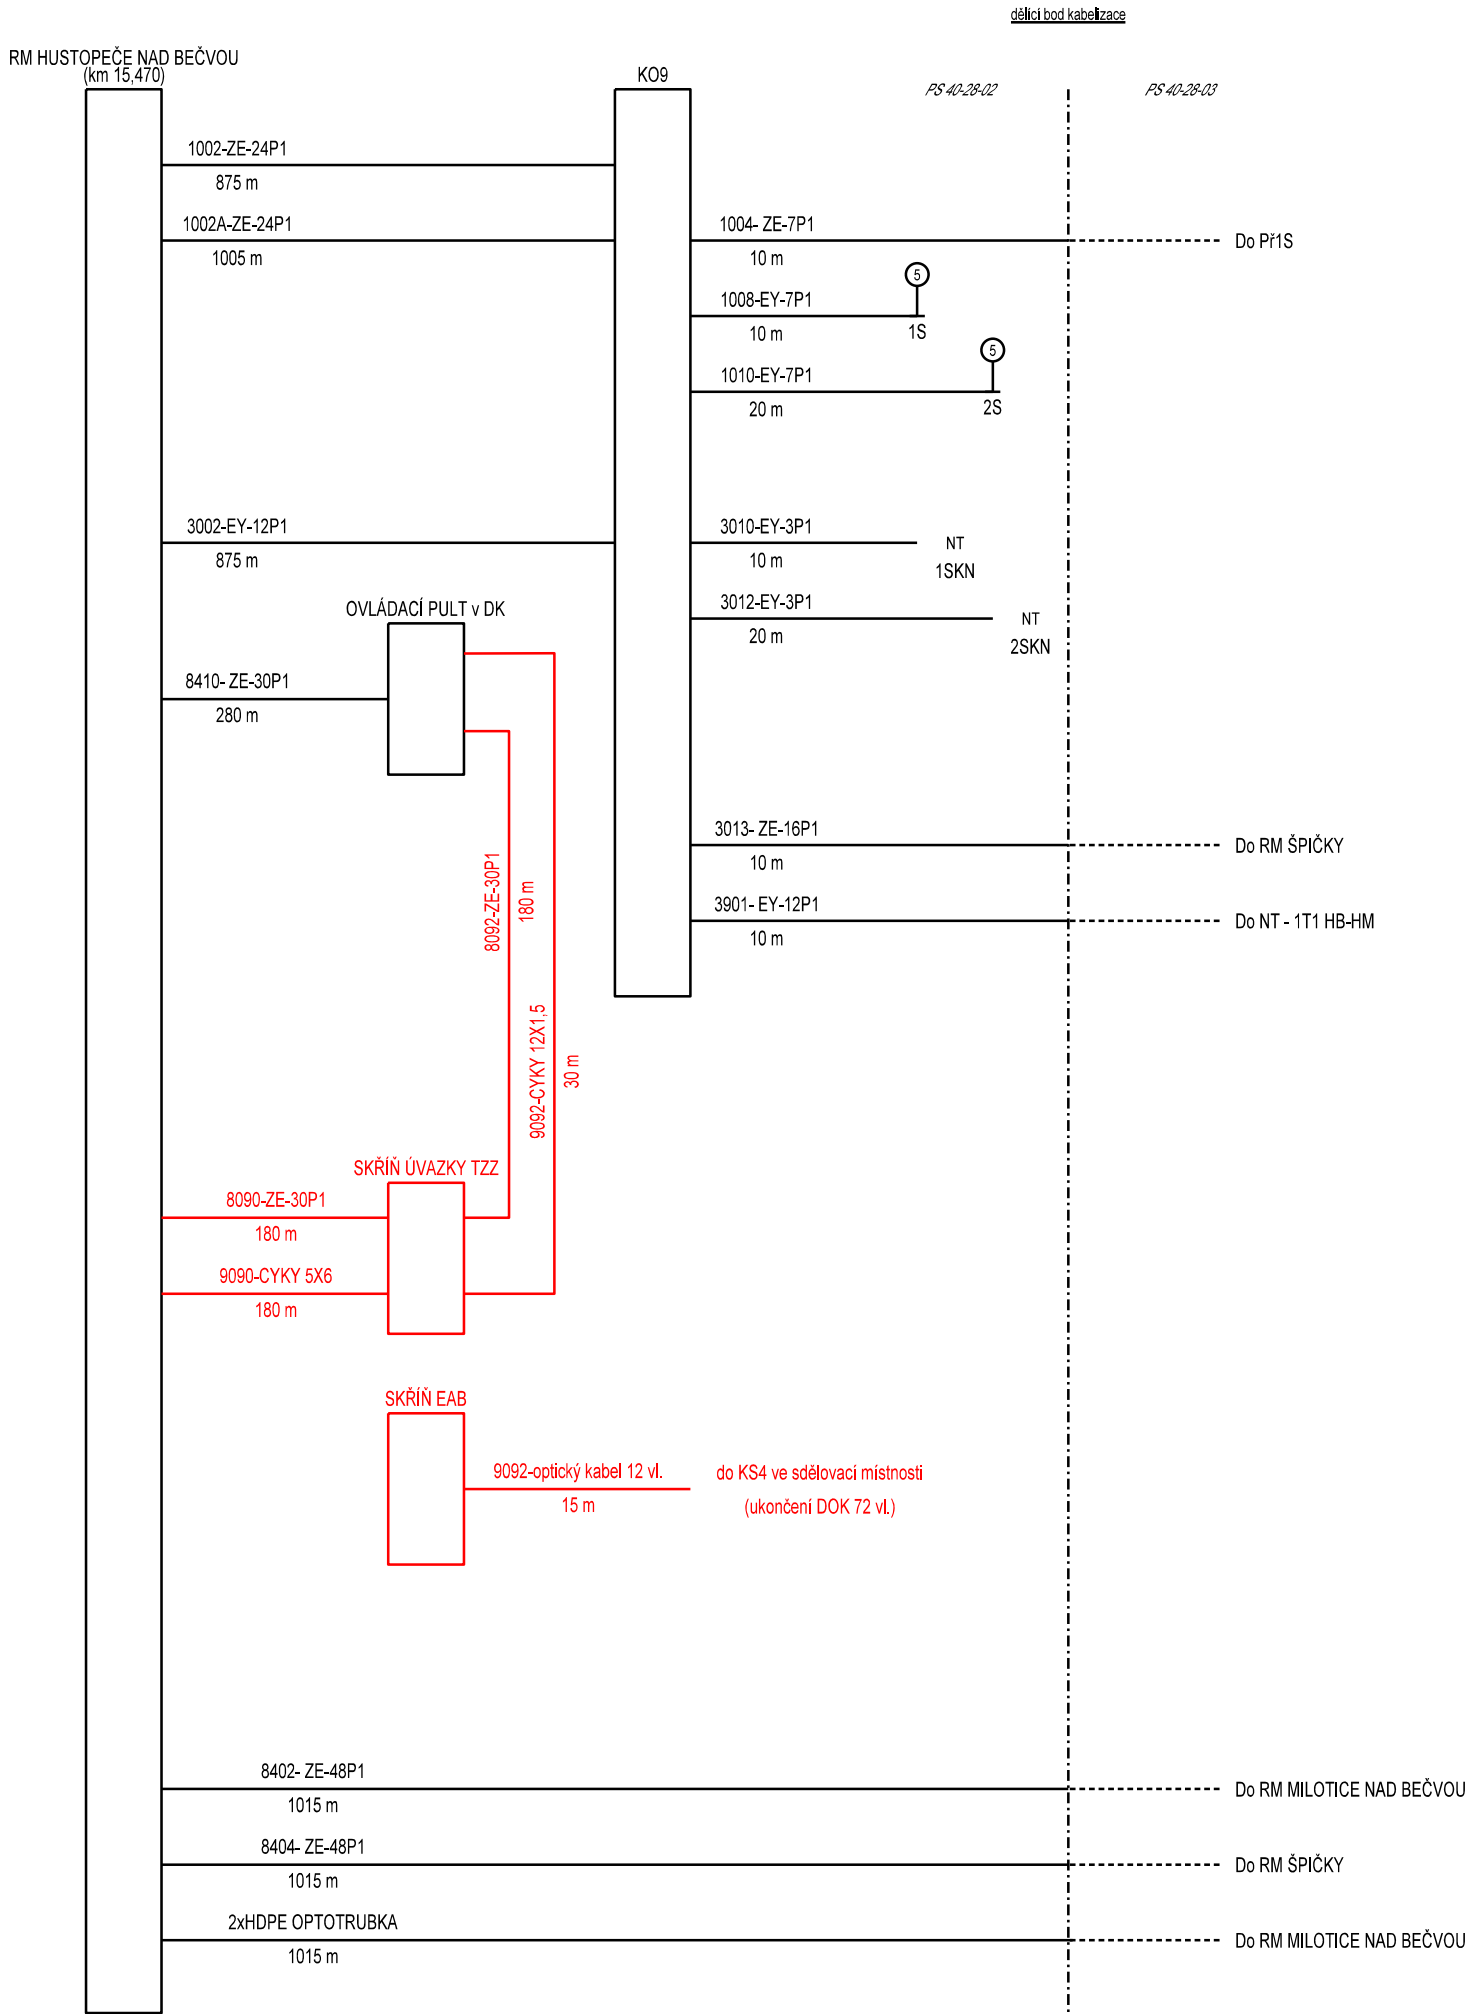 dělící bod kabelizace
RM HUSTOPEČE NAD BEČVOU
(km 15,470)
KO9
PS 40-28-02
PS 40-28-03
1002-ZE-24P1
875 m
1002A-ZE-24P1
1005 m
1004- ZE-7P1
10 m
Do Př1S
5
1008-EY-7P1
10 m
1S
5
1010-EY-7P1
20 m
2S
3002-EY-12P1
875 m
3010-EY-3P1
10 m
NT
1SKN
3012-EY-3P1
20 m
NT
2SKN
OVLÁDACÍ PULT v DK
8410- ZE-30P1
280 m
3013- ZE-16P1
10 m
Do RM ŠPIČKY
3901- EY-12P1
10 m
Do NT - 1T1 HB-HM
8092-ZE-30P1
180 m
9092-CYKY 12X1,5
30 m
SKŘÍŇ ÚVAZKY TZZ
8090-ZE-30P1
180 m
9090-CYKY 5X6
180 m
SKŘÍŇ EAB
9092-optický kabel 12 vl.
15 m
do KS4 ve sdělovací místnosti
(ukončení DOK 72 vl.)
8402- ZE-48P1
1015 m
Do RM MILOTICE NAD BEČVOU
8404- ZE-48P1
1015 m
Do RM ŠPIČKY
2xHDPE OPTOTRUBKA
1015 m
Do RM MILOTICE NAD BEČVOU